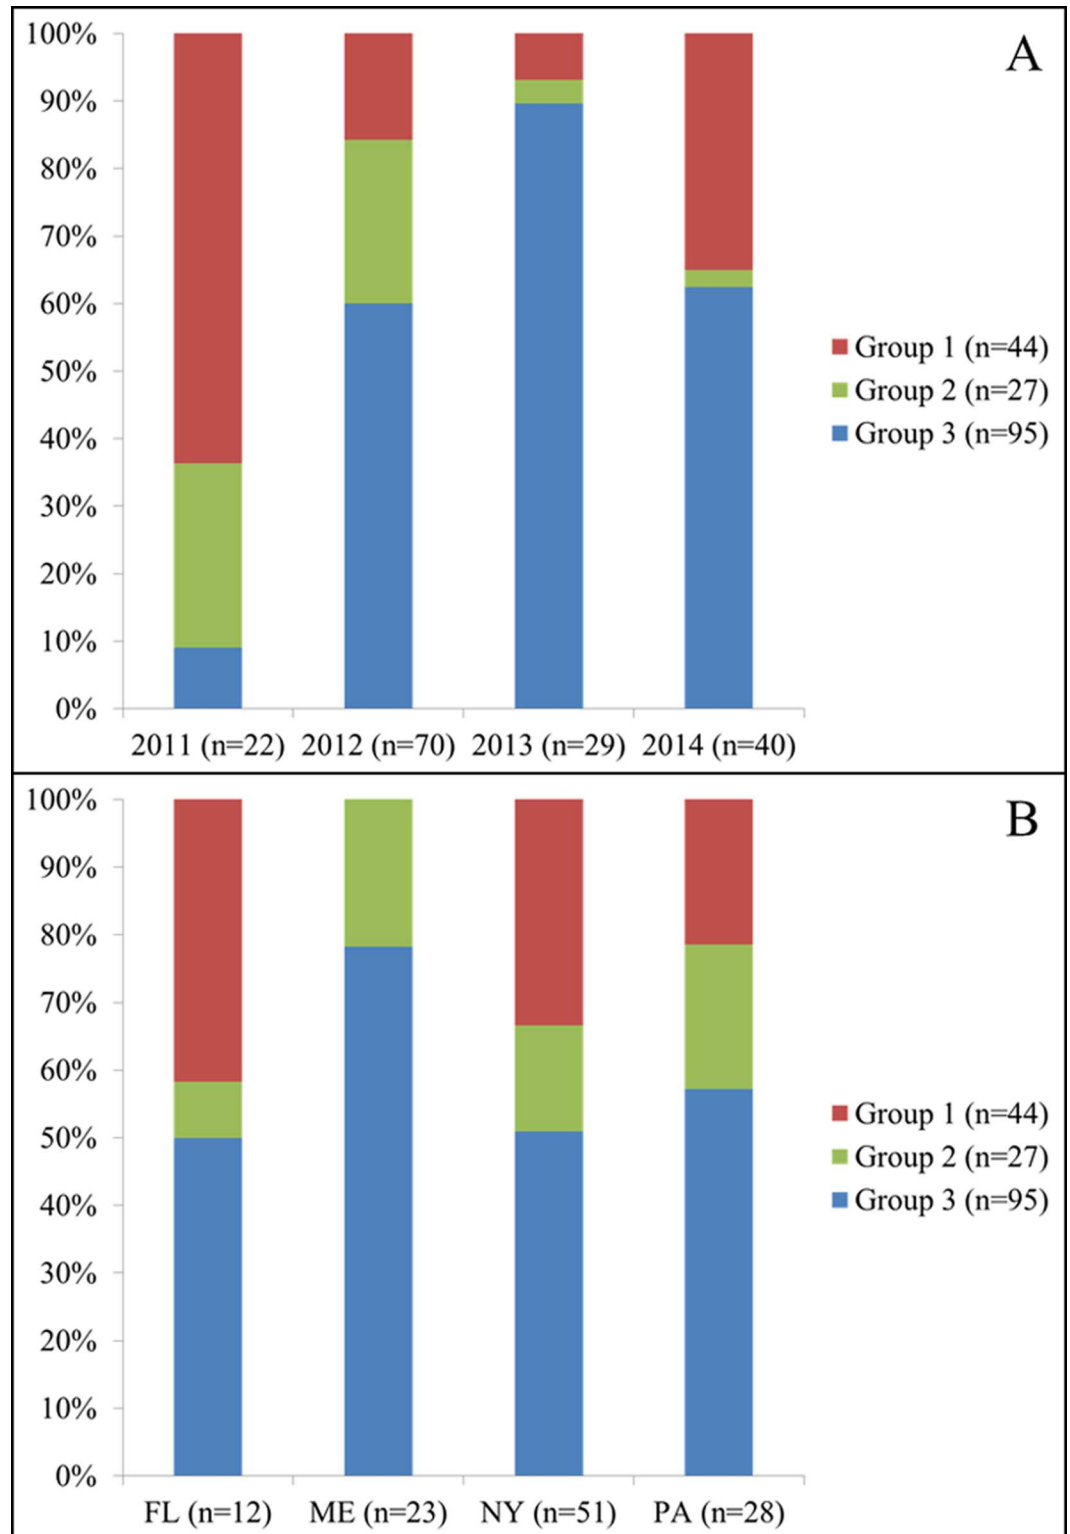 A
100%
90%
80%
70%
60%
50%
40%
30%
20%
10%
0%
2011 (n=22) 2012 (n=70) 2013 (n=29) 2014 (n=40)
Group 1 (n=44)
Group 2 (n=27)
Group 3 (n=95)
B
100%
90%
80%
70%
60%
50%
40%
30%
20%
10%
0%
FL (n=12) ME (n=23) NY (n=51) PA (n=28)
Group 1 (n=44)
Group 2 (n=27)
Group 3 (n=95)